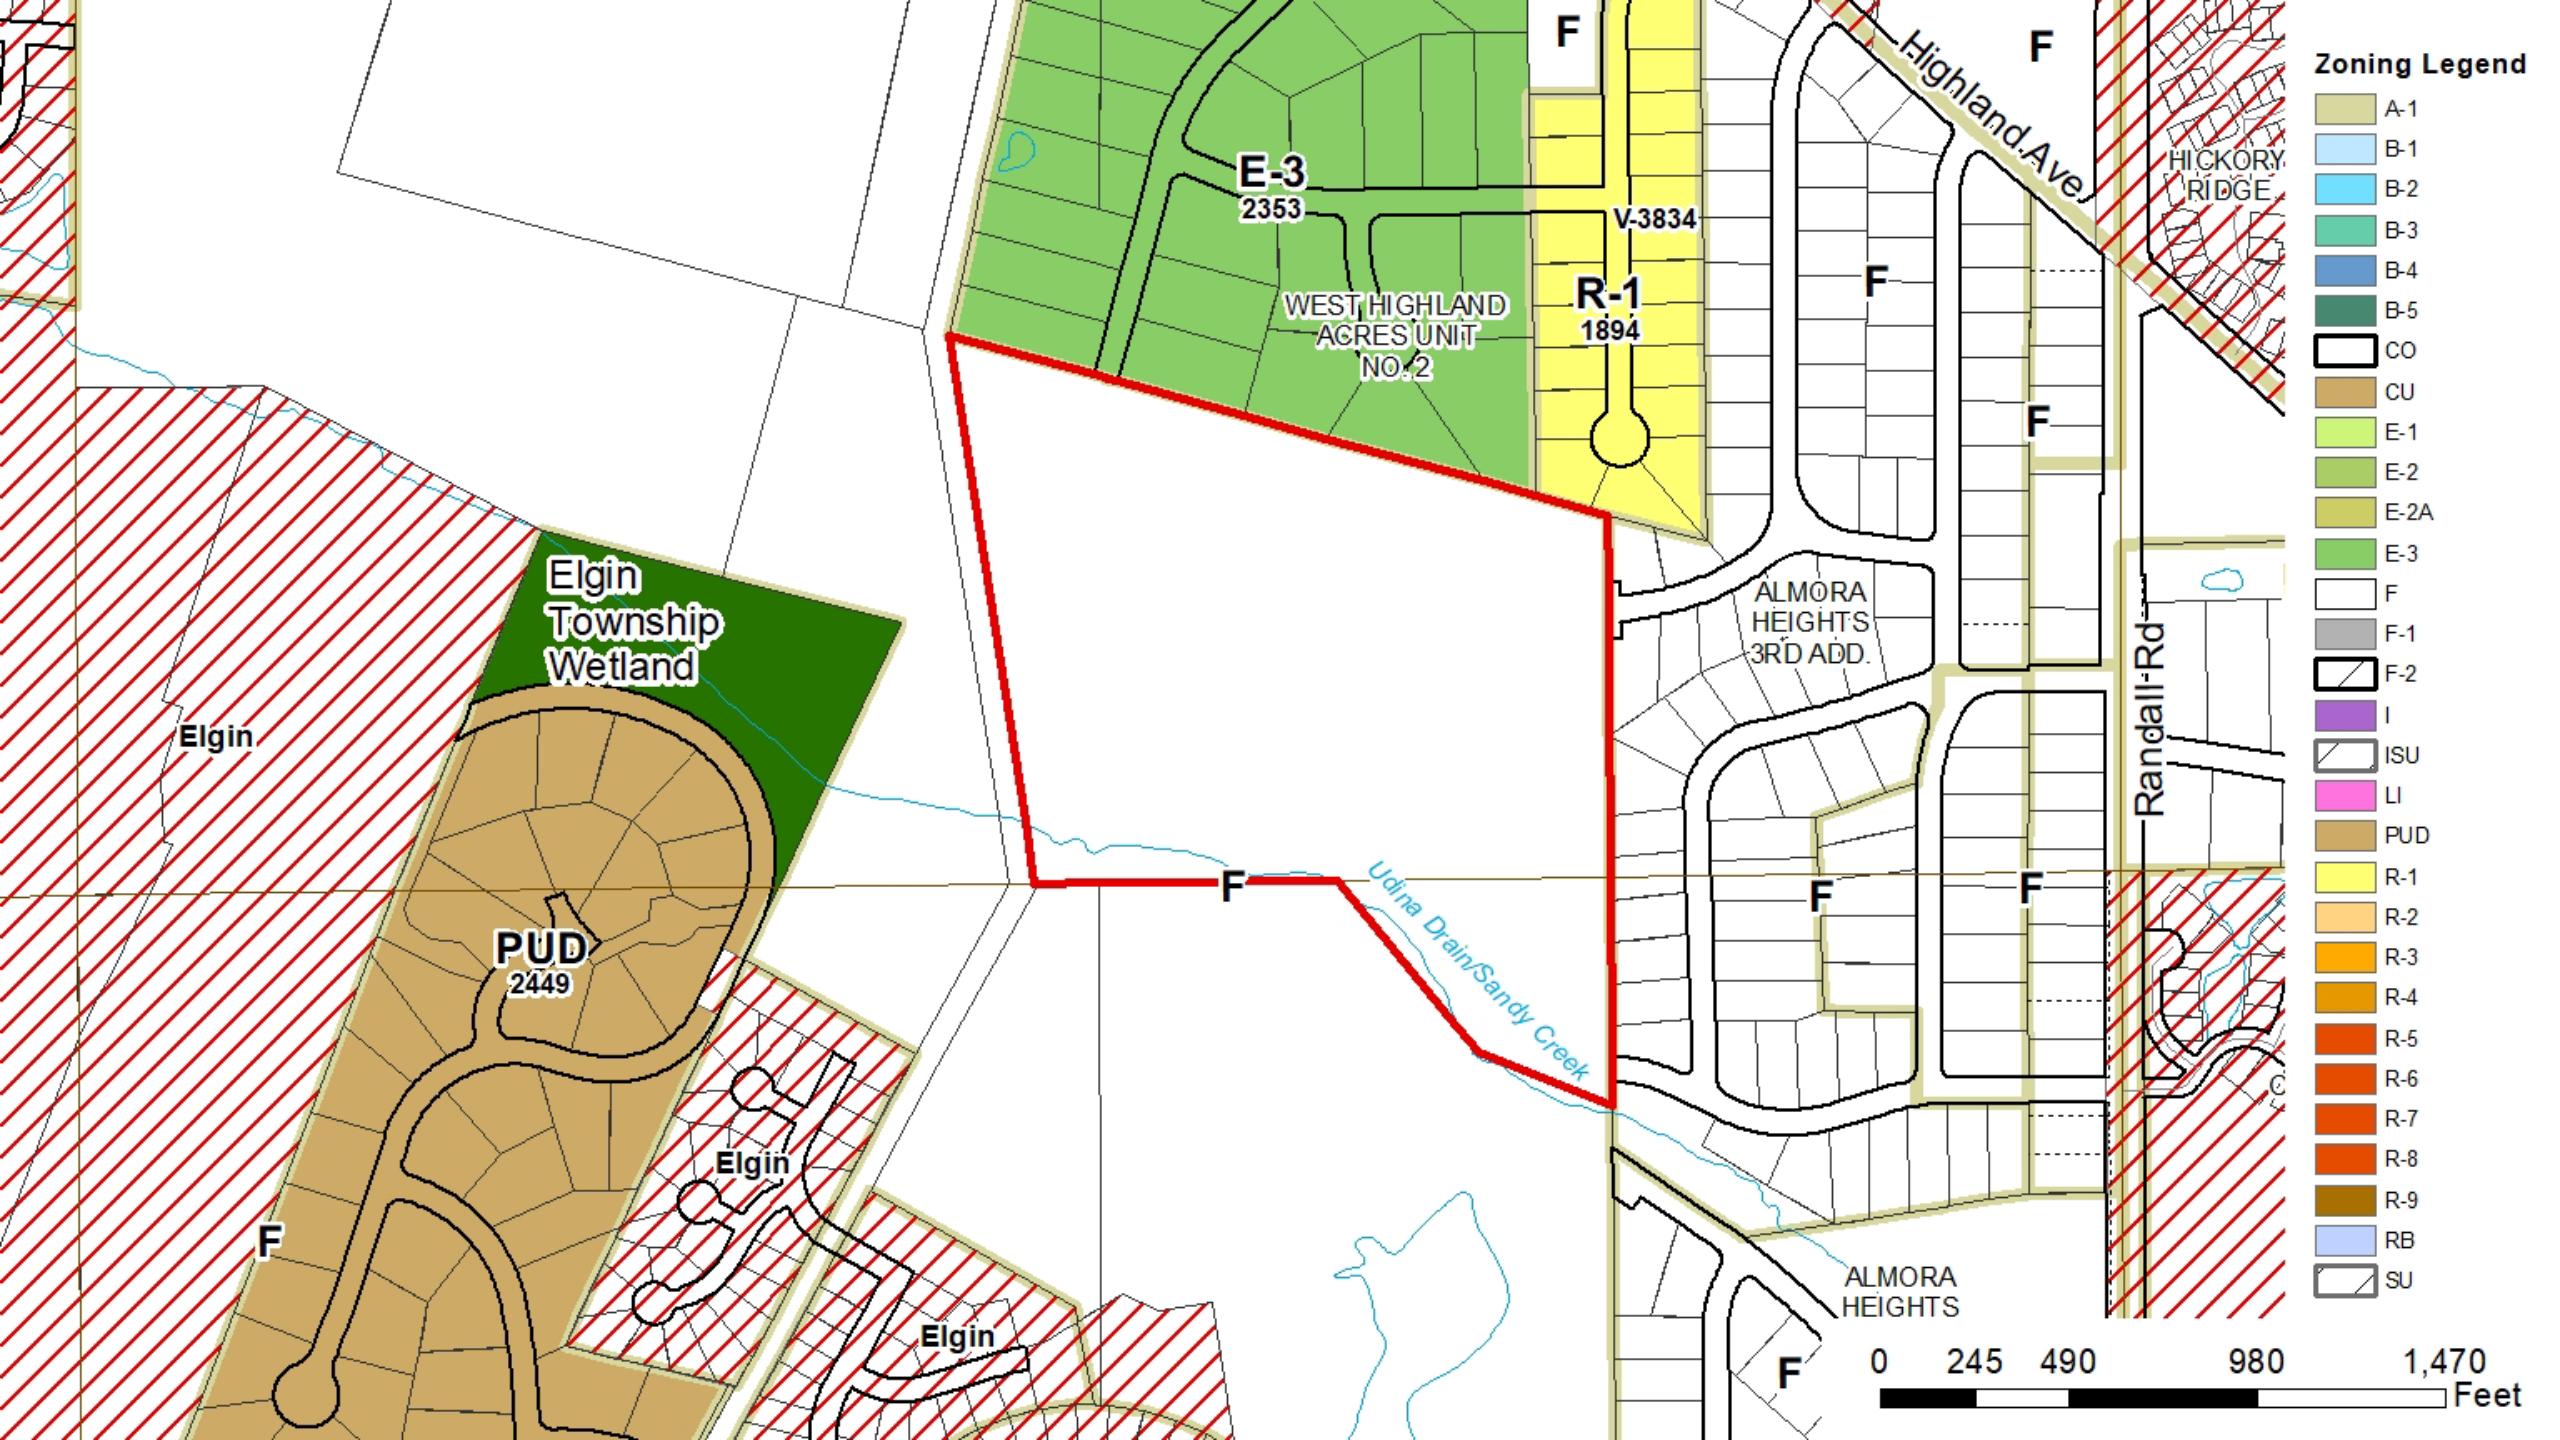 F
F
Highland Ave
HICKORY
RIDGE
E-3
2353
V-3834
R-1
1894
WEST HIGHLAND
ACRES UNIT
NO. 2
F
F
Elgin
Township
Wetland
ALMORA
HEIGHTS
3RD ADD.
Randall Rd
Elgin
F
F
F
Udina Drain/Sandy Creek
PUD
2449
Elgin
F
Elgin
ALMORA
HEIGHTS
F
Zoning Legend
A-1
B-1
B-2
B-3
B-4
B-5
CO
CU
E-1
E-2
E-2A
E-3
F
F-1
F-2
I
ISU
LI
PUD
R-1
R-2
R-3
R-4
R-5
R-6
R-7
R-8
R-9
RB
SU
0 245 490 980 1,470
Feet